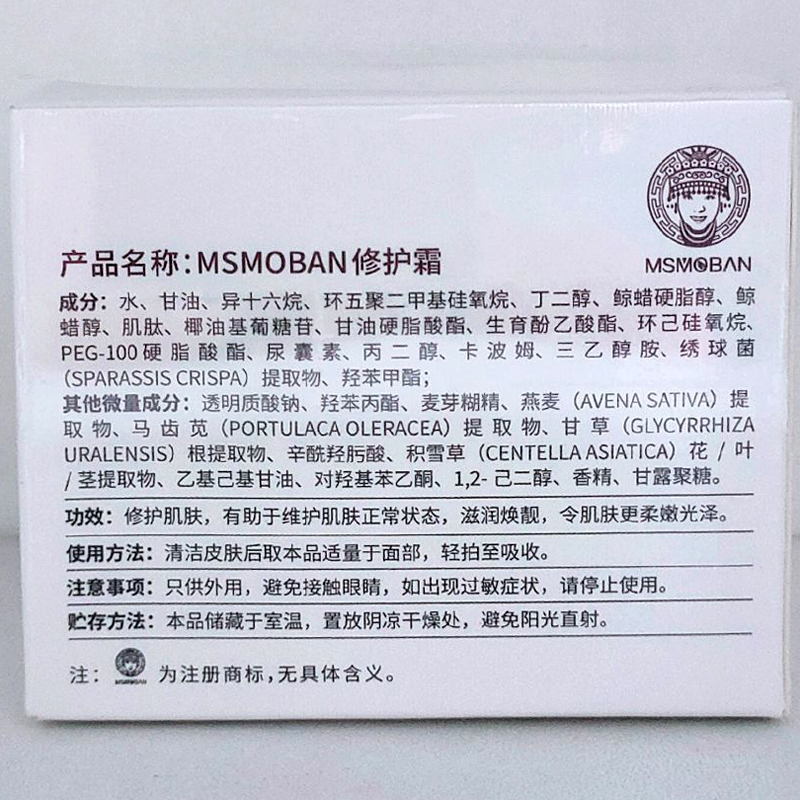 MSMOBAN
产品名称：MSMOBAN修护霜
成分：水、甘油、异十六烷、环五聚二甲基硅氧烷、丁二醇、鲸蜡硬脂醇、鲸
蜡醇、肌肽、椰油基葡糖苷、甘油硬脂酸酯、生育酚乙酸酯、环己硅氧烷、
PEG-100硬脂酸酯、尿囊素、丙二醇、卡波姆、三乙醇胺、绣球菌
（SPARASSIS CRISPA）提取物、羟苯甲酯；
其他微量成分：透明质酸钠、羟苯丙酯、麦芽糊精、燕麦（AVENA SATIVA）提
取物、马齿苋（PORTULACA OLERACEA）提取物、甘草（GLYCYRRHIZA
URALENSIS）根提取物、辛酰羟肟酸、积雪草（CENTELLA ASIATICA）花 / 叶
/ 茎提取物、乙基己基甘油、对羟基苯乙酮、1,2- 己二醇、香精、甘露聚糖。
功效：修护肌肤，有助于维护肌肤正常状态，滋润焕靓，令肌肤更柔嫩光泽。
使用方法：清洁皮肤后取本品适量于面部，轻拍至吸收。
注意事项：只供外用，避免接触眼睛，如出现过敏症状，请停止使用。
贮存方法：本品储藏于室温，置放阴凉干燥处，避免阳光直射。
注：MSMOBAN为注册商标，无具体含义。